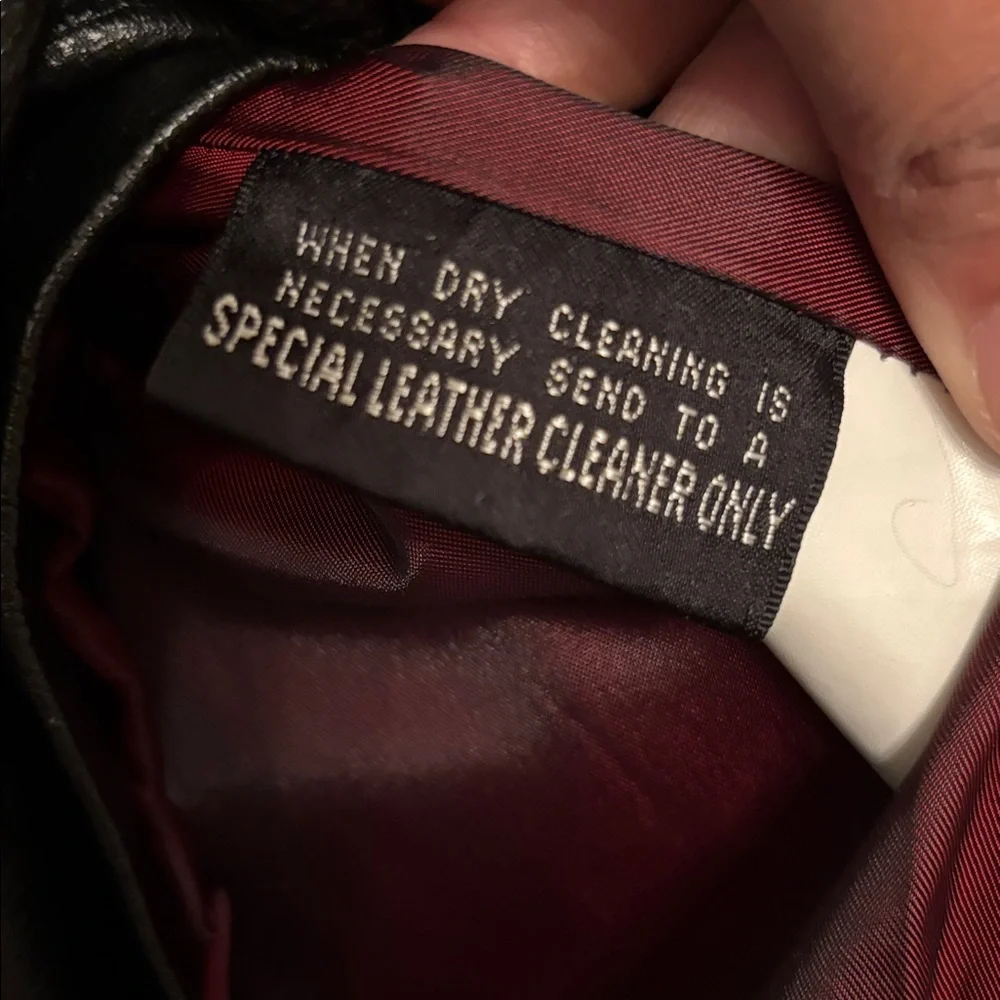 WHEN DRY CLEANING IS
NECESSARY SEND TO A
SPECIAL LEATHER CLEANER ONLY